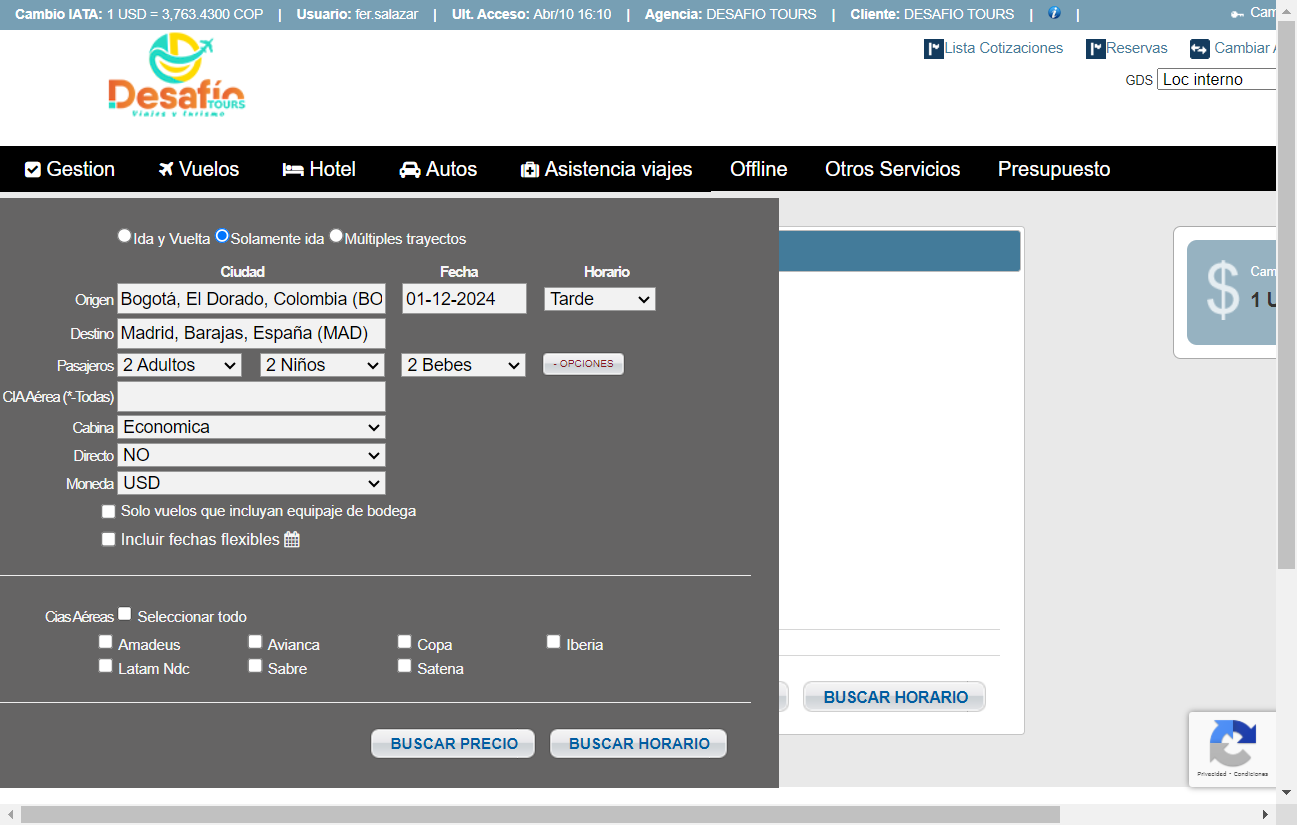 Cambio IATA: 1 USD = 3,763.4300 COP | Usuario: fer.salazar | Ult. Acceso: Abr/10 16:10 | Agencia: DESAFIO TOURS | Cliente: DESAFIO TOURS | | Cam
Lista Cotizaciones Reservas Cambiar A
GDS Loc interno
Desafío TOURS
Viajes y Turismo
Gestion Vuelos Hotel Autos Asistencia viajes Offline Otros Servicios Presupuesto
Ida y Vuelta Solamente ida Múltiples trayectos
Ciudad Fecha Horario
Origen Bogotá, El Dorado, Colombia (BO 01-12-2024 Tarde
Destino Madrid, Barajas, España (MAD)
Pasajeros 2 Adultos 2 Niños 2 Bebes - OPCIONES
CIA Aérea (*-Todas)
Cabina Economica
Directo NO
Moneda USD
Solo vuelos que incluyan equipaje de bodega
Incluir fechas flexibles
Cias Aéreas Seleccionar todo
Amadeus Avianca Copa Iberia
Latam Ndc Sabre Satena
BUSCAR PRECIO BUSCAR HORARIO
BUSCAR HORARIO
$ Cam
1 U
Privacidad - Condiciones